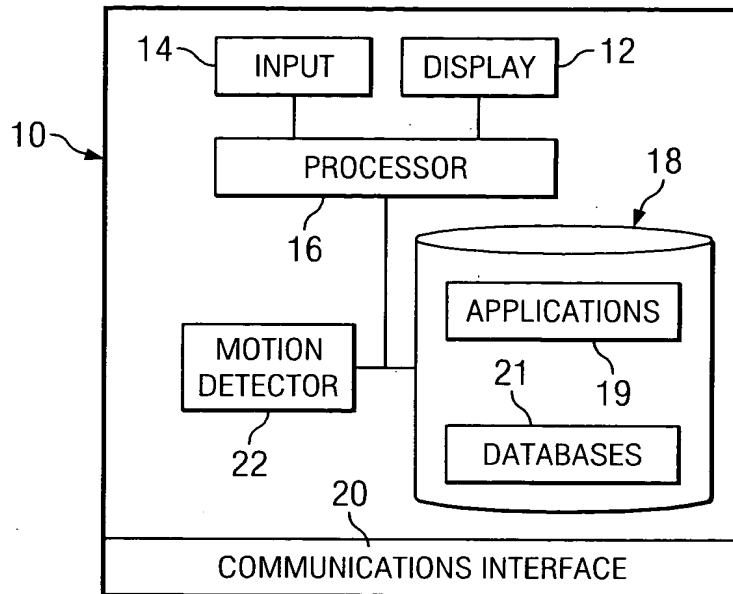 14
INPUT
DISPLAY
12
10
PROCESSOR
16
18
APPLICATIONS
19
MOTION
DETECTOR
22
21
DATABASES
20
COMMUNICATIONS INTERFACE